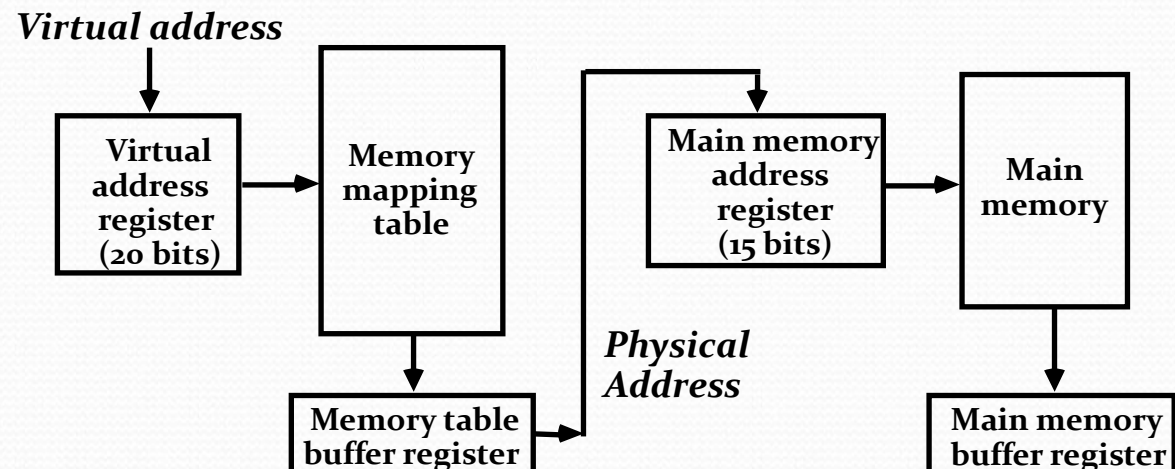 Virtual address
Virtual
address
register
(20 bits)
Memory
mapping
table
Memory table
buffer register
Physical
Address
Main memory
address
register
(15 bits)
Main
memory
Main memory
buffer register